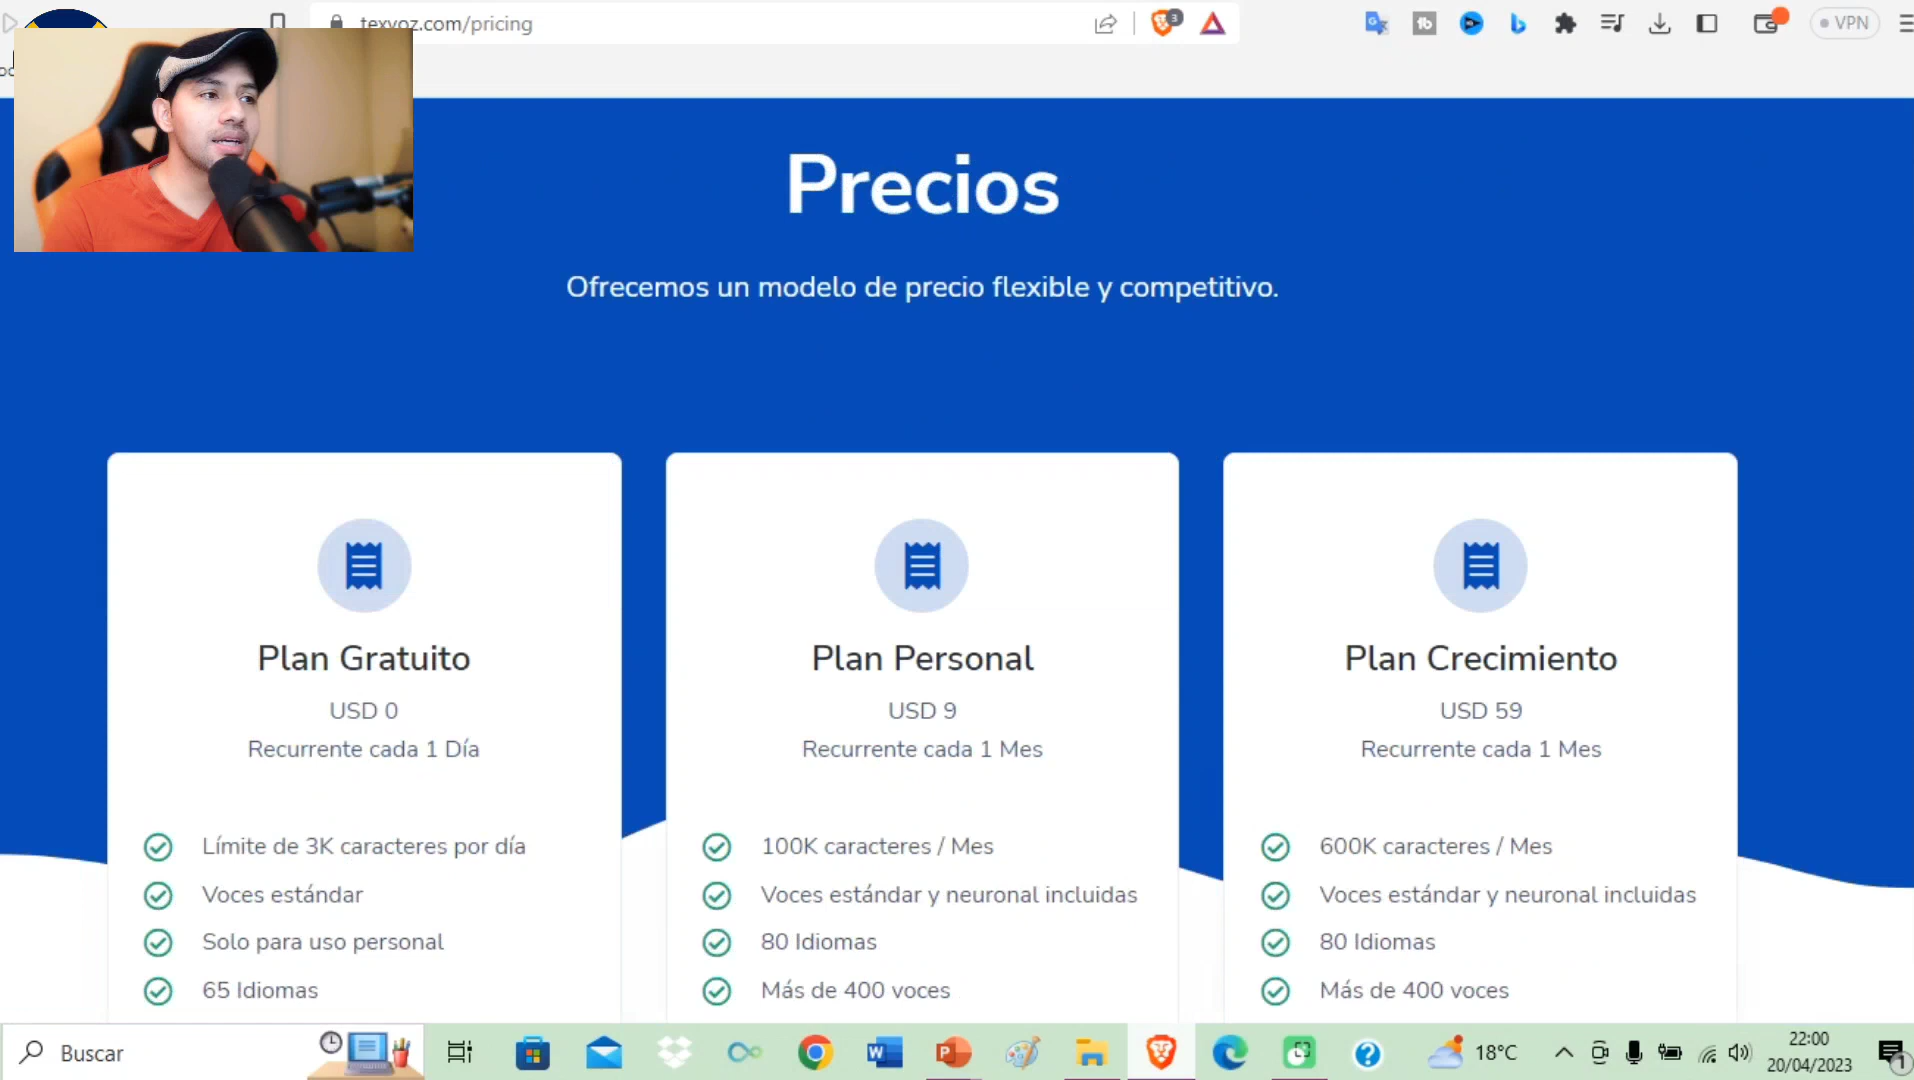 texvoz.com/pricing
3
VPN
Precios
Ofrecemos un modelo de precio flexible y competitivo.
Plan Gratuito
USD 0
Recurrente cada 1 Día
Límite de 3K caracteres por día
Voces estándar
Solo para uso personal
65 Idiomas
Plan Personal
USD 9
Recurrente cada 1 Mes
100K caracteres / Mes
Voces estándar y neuronal incluidas
80 Idiomas
Más de 400 voces
Plan Crecimiento
USD 59
Recurrente cada 1 Mes
600K caracteres / Mes
Voces estándar y neuronal incluidas
80 Idiomas
Más de 400 voces
Buscar
18°C
22:00
20/04/2023
1